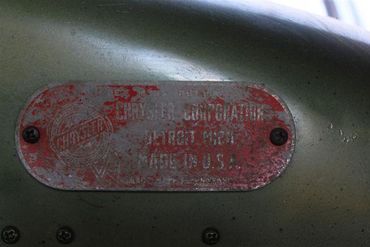 CHRYSLER
CHRYSLER CORPORATION
DETROIT MICH
MADE IN U.S.A.